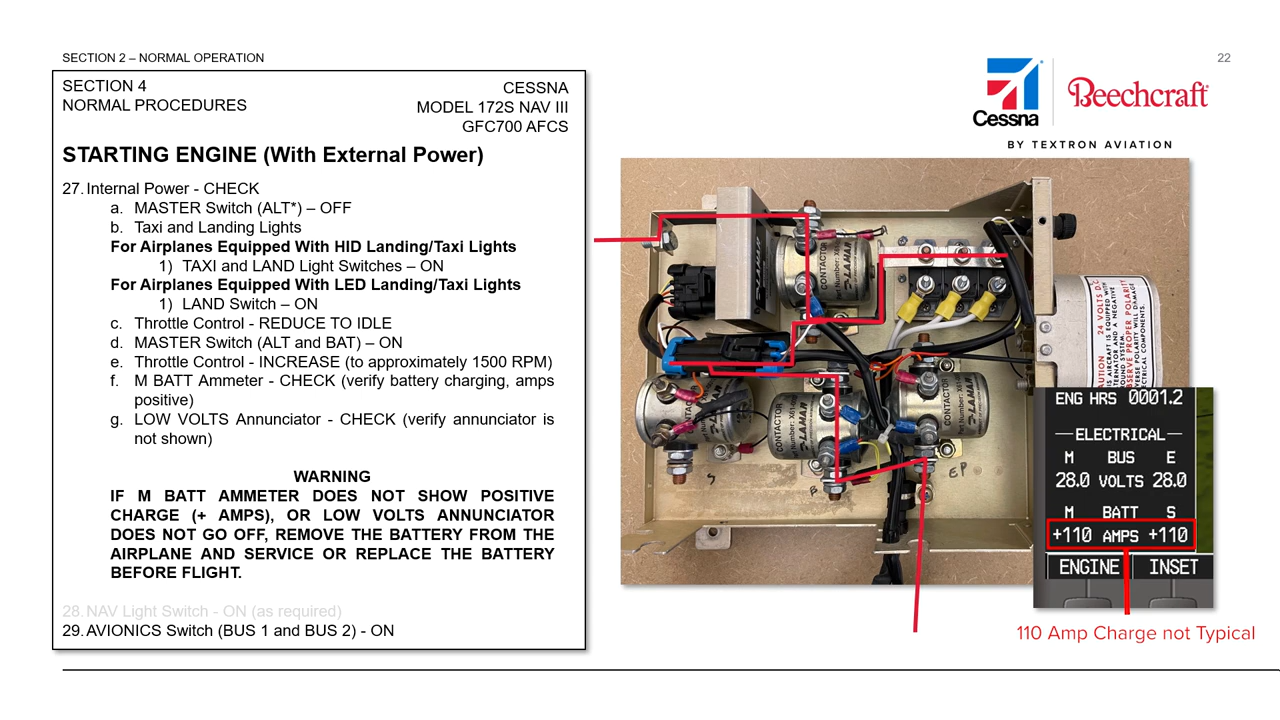 SECTION 2 – NORMAL OPERATION
22
SECTION 4
NORMAL PROCEDURES
CESSNA
MODEL 172S NAV III
GFC700 AFCS
STARTING ENGINE (With External Power)
27. Internal Power - CHECK
a. MASTER Switch (ALT*) – OFF
b. Taxi and Landing Lights
For Airplanes Equipped With HID Landing/Taxi Lights
1) TAXI and LAND Light Switches – ON
For Airplanes Equipped With LED Landing/Taxi Lights
1) LAND Switch – ON
c. Throttle Control - REDUCE TO IDLE
d. MASTER Switch (ALT and BAT) – ON
e. Throttle Control - INCREASE (to approximately 1500 RPM)
f. M BATT Ammeter - CHECK (verify battery charging, amps
positive)
g. LOW VOLTS Annunciator - CHECK (verify annunciator is
not shown)
WARNING
IF M BATT AMMETER DOES NOT SHOW POSITIVE
CHARGE (+ AMPS), OR LOW VOLTS ANNUNCIATOR
DOES NOT GO OFF, REMOVE THE BATTERY FROM THE
AIRPLANE AND SERVICE OR REPLACE THE BATTERY
BEFORE FLIGHT.
28. NAV Light Switch - ON (as required)
29. AVIONICS Switch (BUS 1 and BUS 2) - ON
Cessna
Beechcraft
BY TEXTRON AVIATION
CONTACTOR
Part Number:
LAMAR
LAMAR
24 VOLTS D.C.
OBSERVE PROPER POLARITY
CONTACTOR
LAMAR
CONTACTOR
LAMAR
S
B
EP
ENG HRS 0001.2
ELECTRICAL
M BUS E
28.0 VOLTS 28.0
M BATT S
+110 AMPS +110
ENGINE INSET
110 Amp Charge not Typical